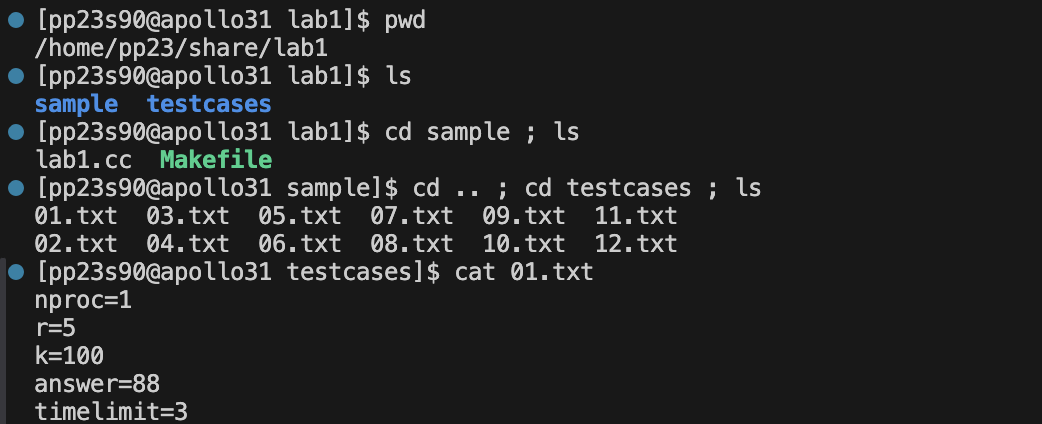 [pp23s90@apollo31 lab1]$ pwd
/home/pp23/share/lab1
[pp23s90@apollo31 lab1]$ ls
sample  testcases
[pp23s90@apollo31 lab1]$ cd sample ; ls
lab1.cc  Makefile
[pp23s90@apollo31 sample]$ cd .. ; cd testcases ; ls
01.txt  03.txt  05.txt  07.txt  09.txt  11.txt
02.txt  04.txt  06.txt  08.txt  10.txt  12.txt
[pp23s90@apollo31 testcases]$ cat 01.txt
nproc=1
r=5
k=100
answer=88
timelimit=3